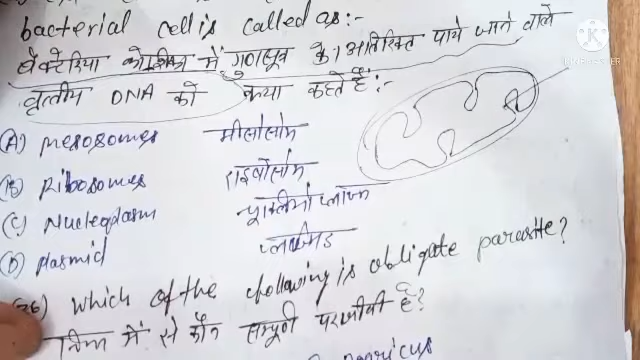 bacterial cell is called as:-
बैक्टेरिया कोशिका में गुणसूत्र के अतिरिक्त पाये जाने वाले
वृत्तीय DNA को क्या कहते हैं:-
(A) Mesosomes मीसोसोम
(B) Ribosomes राइबोसोम
(C) Nucleoplasm
(D) Plasmid
which of the following is obligate parasite?
में से कौन सम्पूर्ण परजीवी है?